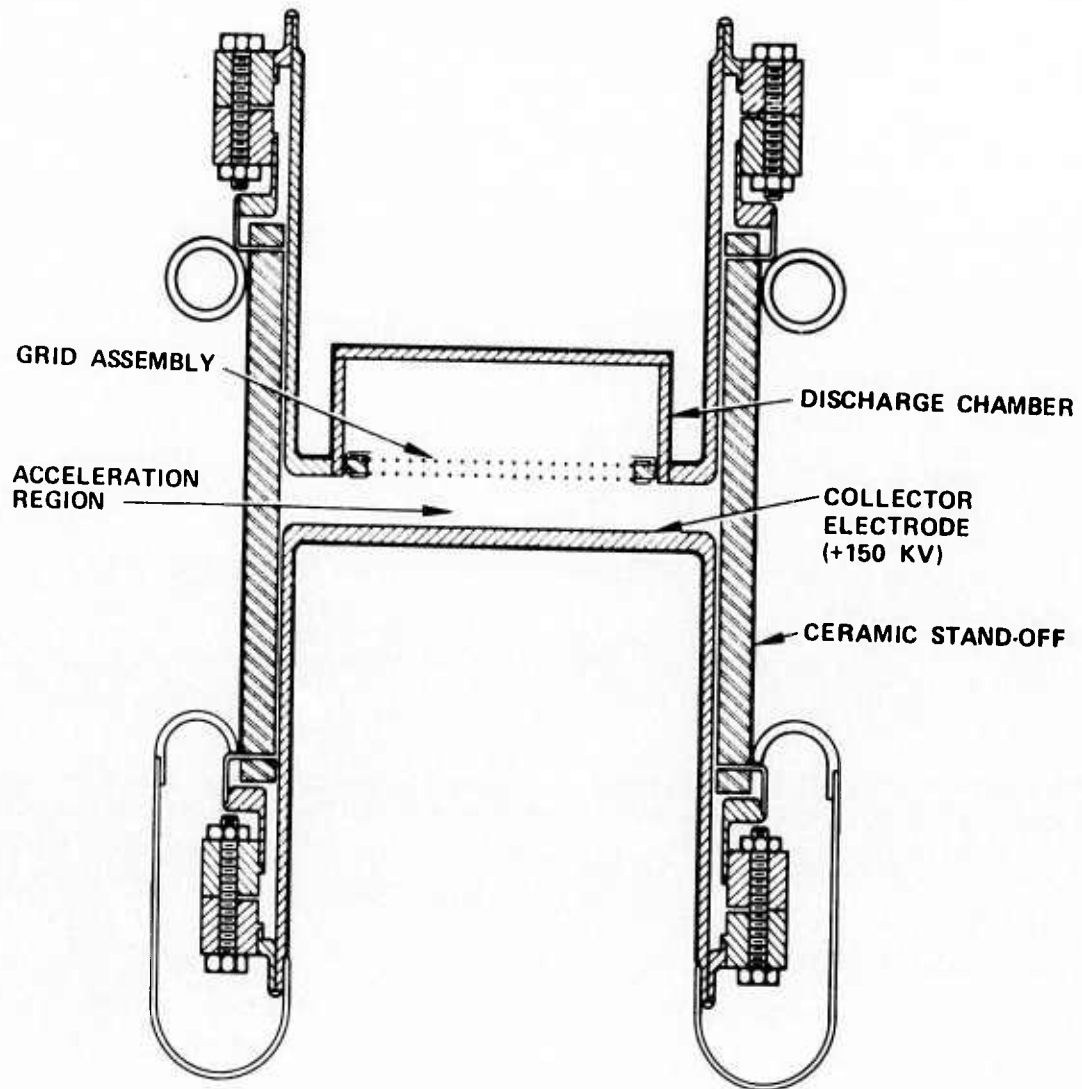 GRID ASSEMBLY
DISCHARGE CHAMBER
ACCELERATION
REGION
COLLECTOR
ELECTRODE
(+150 KV)
CERAMIC STAND-OFF